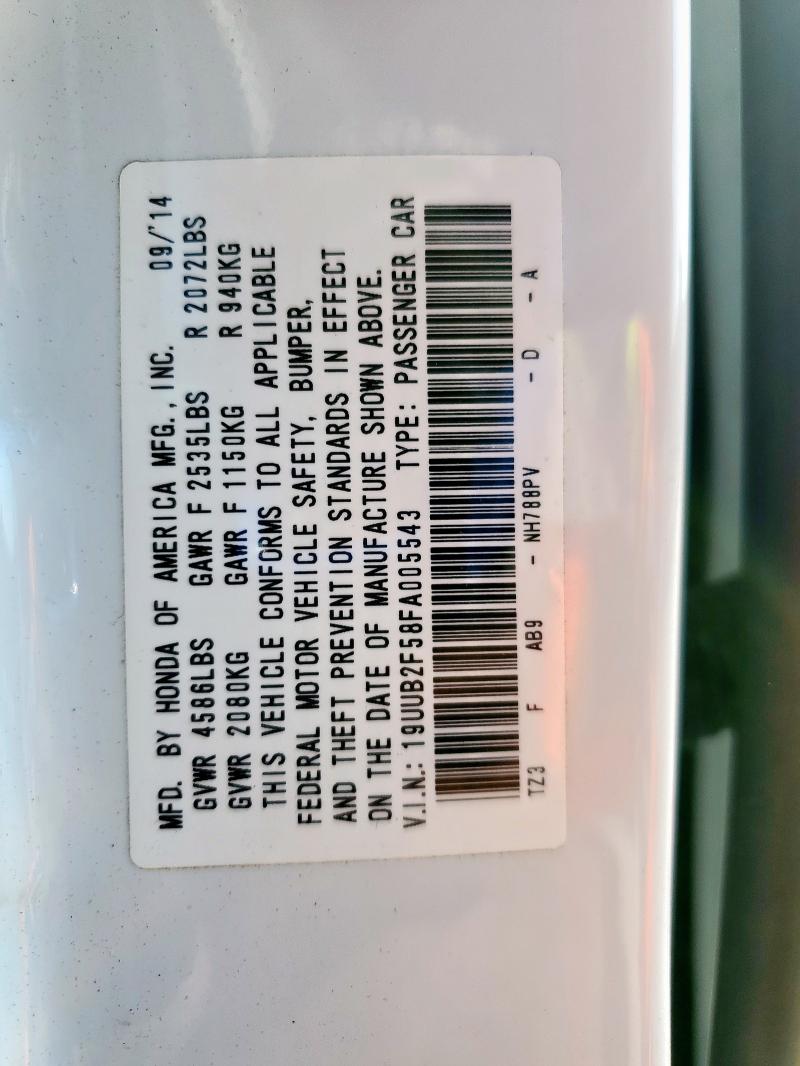 MFD. BY HONDA OF AMERICA MFG., INC. 09/'14
GVWR 4586LBS GAWR F 2535LBS R 2072LBS
GVWR 2080KG GAWR F 1150KG R 940KG
THIS VEHICLE CONFORMS TO ALL APPLICABLE
FEDERAL MOTOR VEHICLE SAFETY, BUMPER,
AND THEFT PREVENTION STANDARDS IN EFFECT
ON THE DATE OF MANUFACTURE SHOWN ABOVE.
V.I.N.: 19UUB2F58FA005543 TYPE: PASSENGER CAR
TZ3 F AB9 - NH788PV - D - A